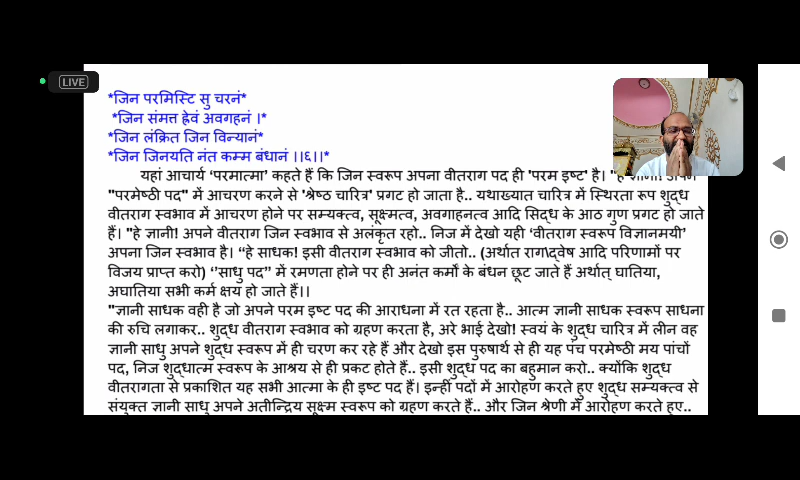 LIVE
*जिन परमिस्टि सु चरनं*
*जिन संमत्त ह्रेवं अवगहनं ।*
*जिन लंक्रित जिन विन्यानं*
*जिन जिनयति नंत कम्म बंधानं ।।६।।*
यहां आचार्य ‘परमात्मा’ कहते हैं कि जिन स्वरूप अपना वीतराग पद ही 'परम इष्ट' है। "हे ज्ञानी! अपने
"परमेष्ठी पद" में आचरण करने से 'श्रेष्ठ चारित्र' प्रगट हो जाता है.. यथाख्यात चारित्र में स्थिरता रूप शुद्ध
वीतराग स्वभाव में आचरण होने पर सम्यक्त्व, सूक्ष्मत्व, अवगाहनत्व आदि सिद्ध के आठ गुण प्रगट हो जाते
हैं। "हे ज्ञानी! अपने वीतराग जिन स्वभाव से अलंकृत रहो.. निज में देखो यही ‘वीतराग स्वरूप विज्ञानमयी’
अपना जिन स्वभाव है। “हे साधक! इसी वीतराग स्वभाव को जीतो.. (अर्थात राग\द्वेष आदि परिणामों पर
विजय प्राप्त करो) ‘'साधु पद” में रमणता होने पर ही अनंत कर्मों के बंधन छूट जाते हैं अर्थात् घातिया,
अघातिया सभी कर्म क्षय हो जाते हैं।।
"ज्ञानी साधक वही है जो अपने परम इष्ट पद की आराधना में रत रहता है.. आत्म ज्ञानी साधक स्वरूप साधना
की रुचि लगाकर.. शुद्ध वीतराग स्वभाव को ग्रहण करता है, अरे भाई देखो! स्वयं के शुद्ध चारित्र में लीन वह
ज्ञानी साधु अपने शुद्ध स्वरूप में ही चरण कर रहे हैं और देखो इस पुरुषार्थ से ही यह पंच परमेष्ठी मय पांचों
पद, निज शुद्धात्म स्वरूप के आश्रय से ही प्रकट होते हैं.. इसी शुद्ध पद का बहुमान करो.. क्योंकि शुद्ध
वीतरागता से प्रकाशित यह सभी आत्मा के ही इष्ट पद हैं। इन्हीं पदों में आरोहण करते हुए शुद्ध सम्यक्त्व से
संयुक्त ज्ञानी साधु अपने अतीन्द्रिय सूक्ष्म स्वरूप को ग्रहण करते हैं.. और जिन श्रेणी में आरोहण करते हुए..